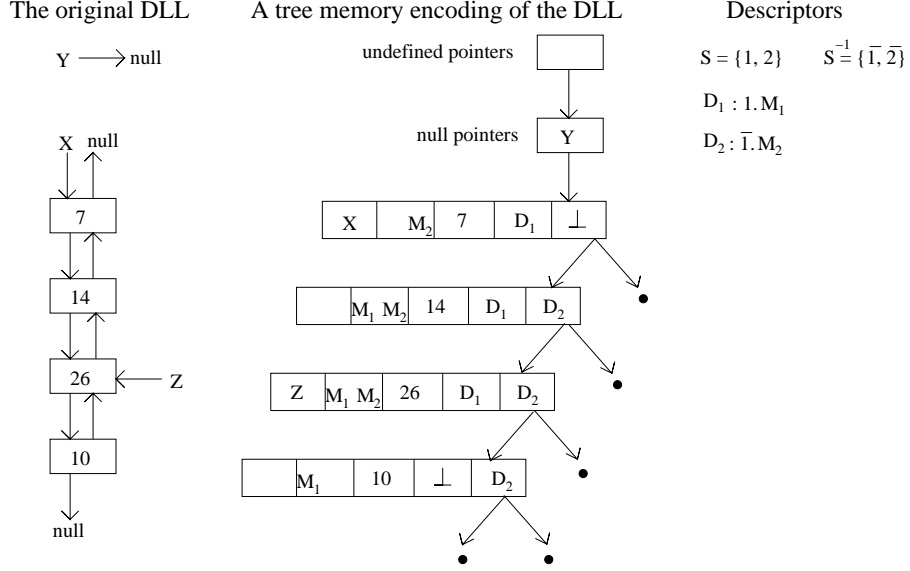 The original DLL
Y null
X null
7
14
26 Z
10
null
A tree memory encoding of the DLL
undefined pointers
null pointers Y
X M₂ 7 D₁ ⊥
M₁ M₂ 14 D₁ D₂
Z M₁ M₂ 26 D₁ D₂
M₁ 10 ⊥ D₂
Descriptors
S = {1, 2} S⁻¹= {1̅, 2̅}
D₁ : 1.M₁
D₂ : 1̅.M₂